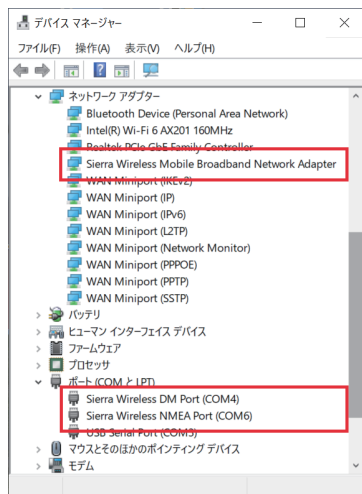 デバイス マネージャー
ファイル(F) 操作(A) 表示(V) ヘルプ(H)
ネットワーク アダプター
Bluetooth Device (Personal Area Network)
Intel(R) Wi-Fi 6 AX201 160MHz
Realtek PCIe GbE Family Controller
Sierra Wireless Mobile Broadband Network Adapter
WAN Miniport (IKEv2)
WAN Miniport (IP)
WAN Miniport (IPv6)
WAN Miniport (L2TP)
WAN Miniport (Network Monitor)
WAN Miniport (PPPOE)
WAN Miniport (PPTP)
WAN Miniport (SSTP)
バッテリ
ヒューマン インターフェイス デバイス
ファームウェア
プロセッサ
ポート (COM と LPT)
Sierra Wireless DM Port (COM4)
Sierra Wireless NMEA Port (COM6)
USB Serial Port (COM3)
マウスとそのほかのポインティング デバイス
モデム